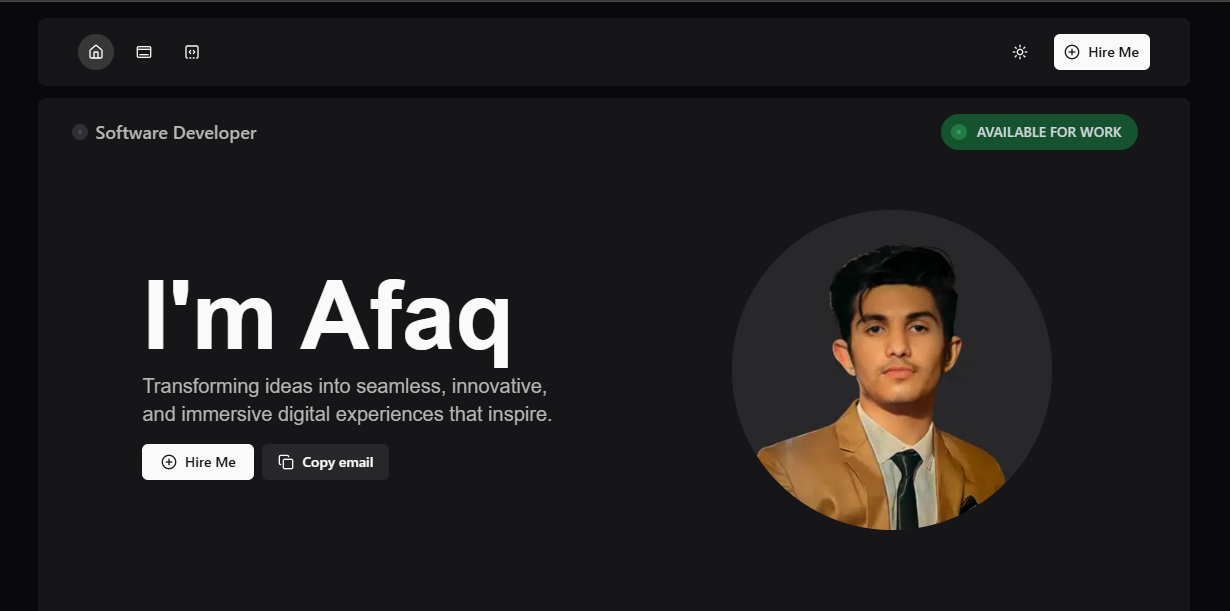 Hire Me
Software Developer
AVAILABLE FOR WORK
I'm Afaq
Transforming ideas into seamless, innovative,
and immersive digital experiences that inspire.
Hire Me
Copy email